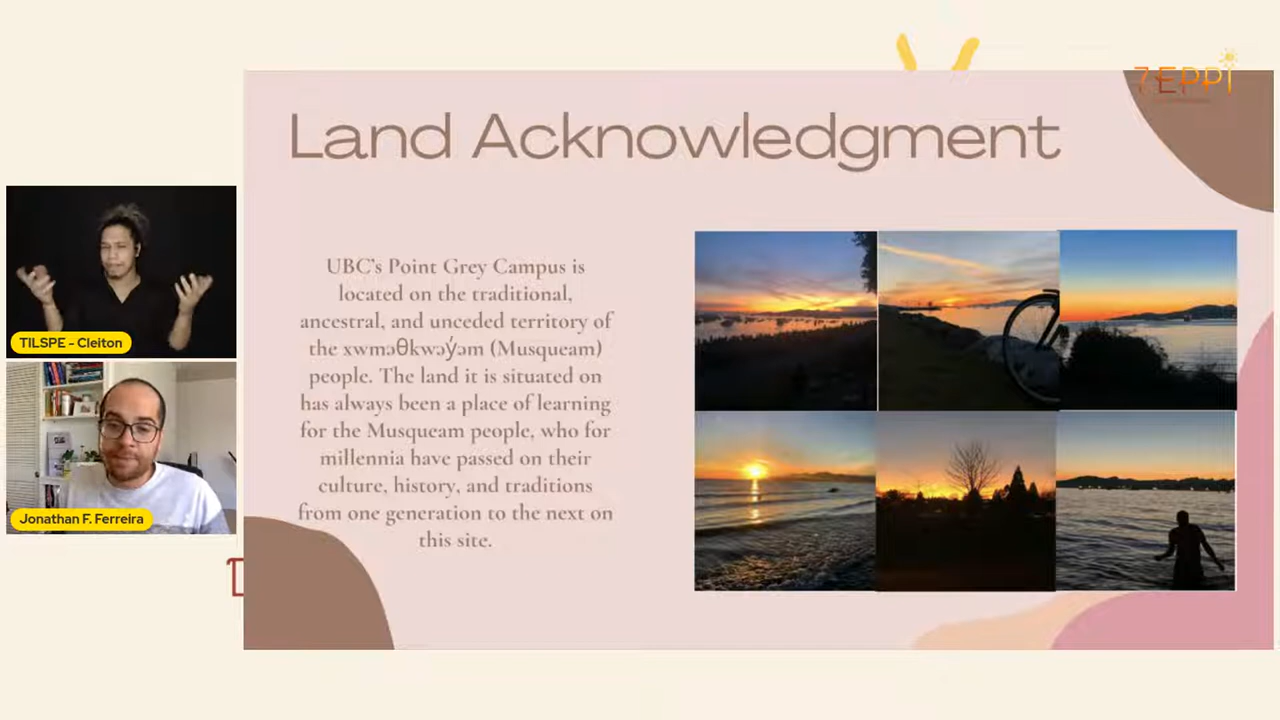 7EPPI
Land Acknowledgment
UBC's Point Grey Campus is
located on the traditional,
ancestral, and unceded territory of
the xwməθkwəy̓əm (Musqueam)
people. The land it is situated on
has always been a place of learning
for the Musqueam people, who for
millennia have passed on their
culture, history, and traditions
from one generation to the next on
this site.
TILSPE - Cleiton
Jonathan F. Ferreira